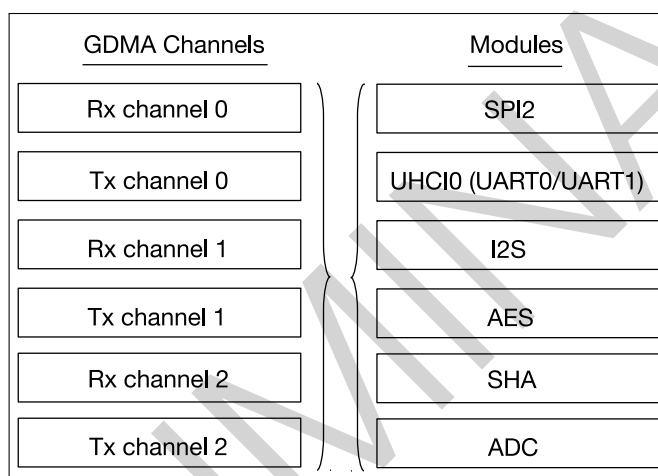 GDMA Channels
Modules
Rx channel 0
SPI2
Tx channel 0
UHCI0 (UART0/UART1)
Rx channel 1
I2S
Tx channel 1
AES
Rx channel 2
SHA
Tx channel 2
ADC